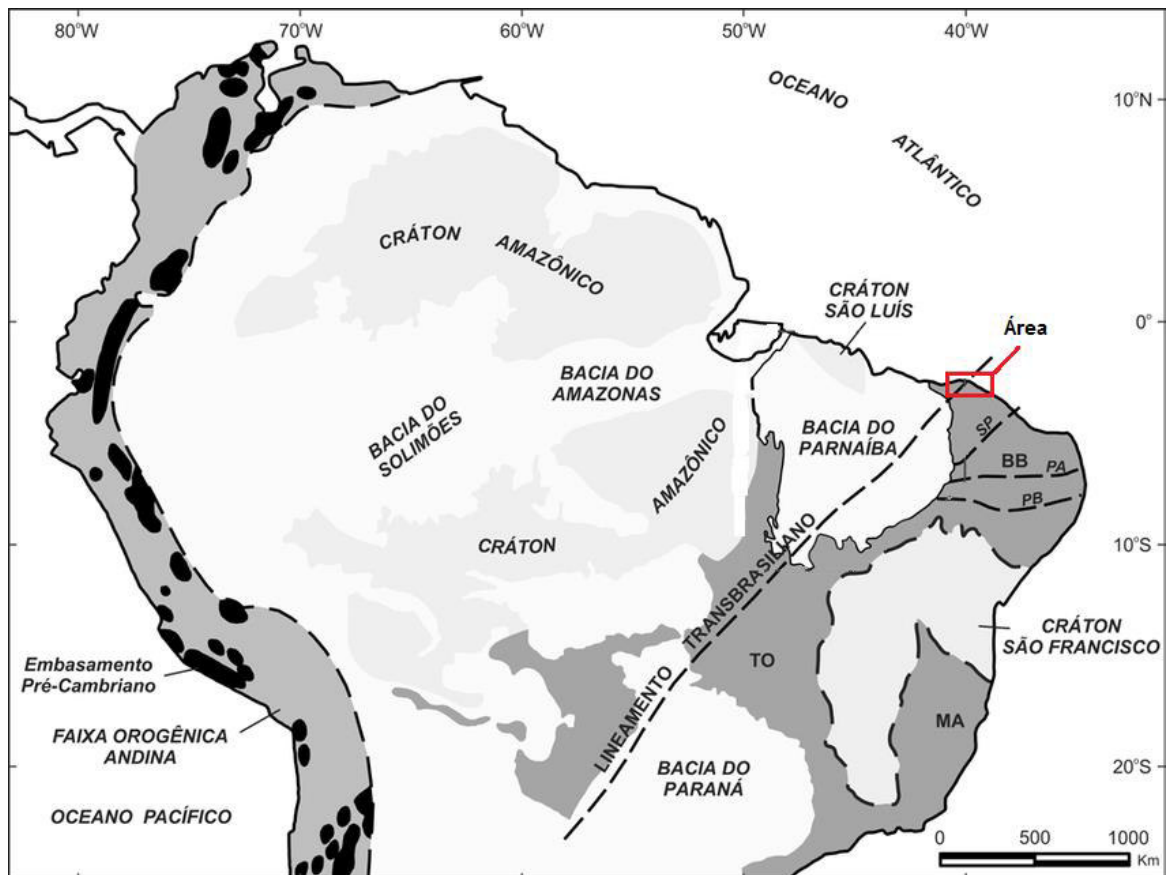 80°W
70°W
60°W
50°W
40°W
OCEANO
ATLÂNTICO
10°N
CRÁTON
AMAZÔNICO
CRÁTON
SÃO LUÍS
0°
Área
BACIA DO
AMAZONAS
BACIA DO
SOLIMÕES
AMAZÔNICO
BACIA DO
PARNAÍBA
SP
BB
PA
PB
CRÁTON
10°S
LINEAMENTO TRANSBRASILIANO
TO
CRÁTON
SÃO FRANCISCO
Embasamento
Pré-Cambriano
MA
FAIXA OROGÊNICA
ANDINA
BACIA DO
PARANÁ
20°S
OCEANO PACÍFICO
0 500 1000
Km